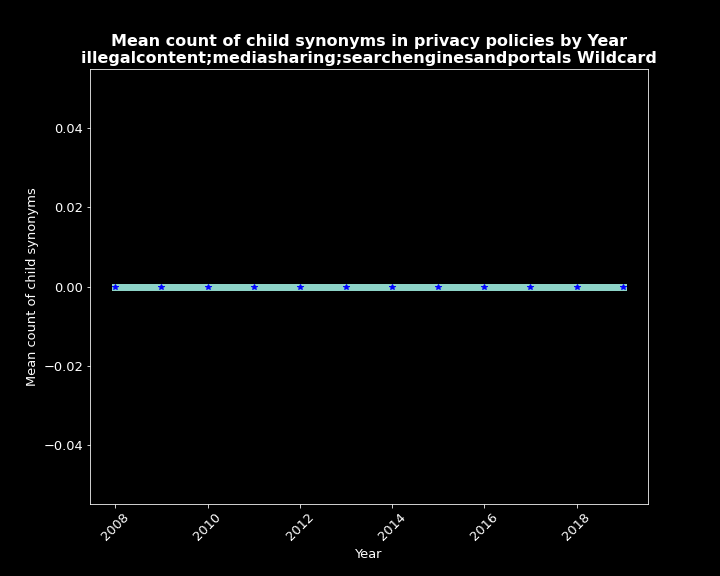 Mean count of child synonyms in privacy policies by Year
illegalcontent;mediasharing;searchenginesandportals Wildcard
Mean count of child synonyms
0.04
0.02
0.00
−0.02
−0.04
2008
2010
2012
2014
2016
2018
Year